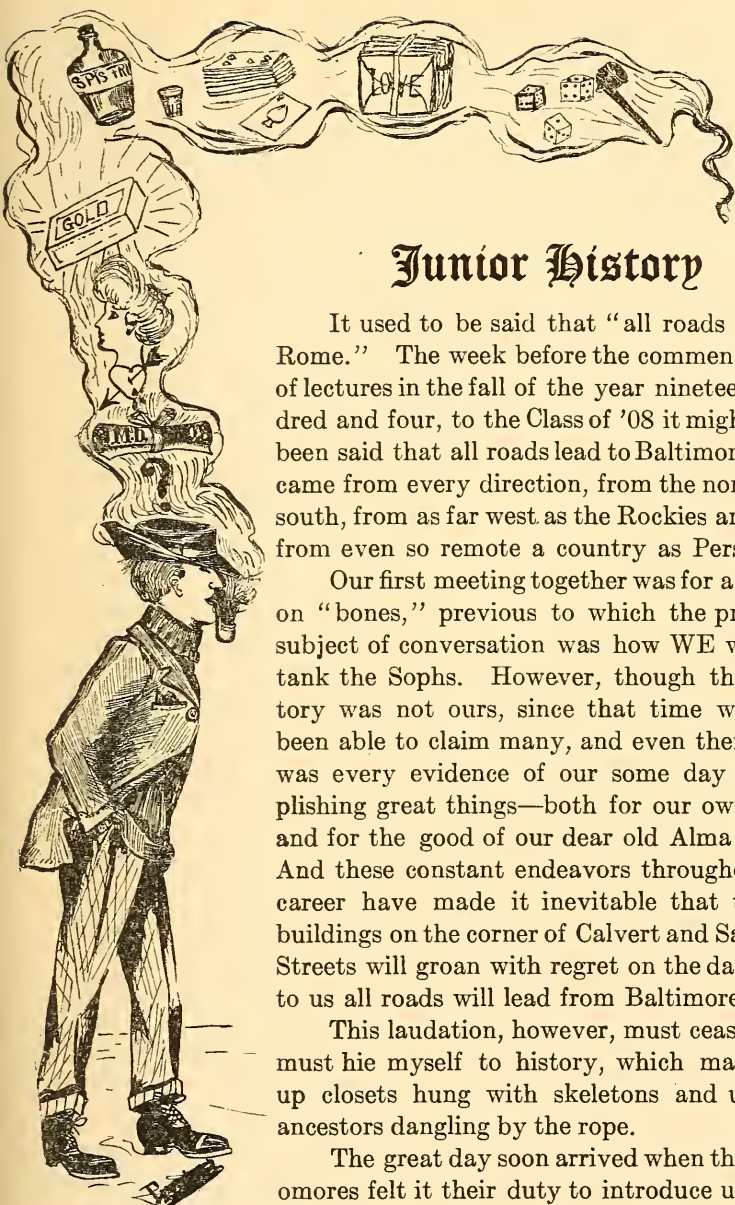 LOVE
GOLD
M.D.
?
Junior History
It used to be said that "all roads
Rome." The week before the commen
of lectures in the fall of the year ninetee
dred and four, to the Class of '08 it migh
been said that all roads lead to Baltimor
came from every direction, from the nor
south, from as far west as the Rockies an
from even so remote a country as Pers
Our first meeting together was for a
on "bones," previous to which the pr
subject of conversation was how WE w
tank the Sophs. However, though th
tory was not ours, since that time w
been able to claim many, and even ther
was every evidence of our some day
plishing great things—both for our ow
and for the good of our dear old Alma
And these constant endeavors through
career have made it inevitable that t
buildings on the corner of Calvert and Sa
Streets will groan with regret on the da
to us all roads will lead from Baltimore
This laudation, however, must ceas
must hie myself to history, which ma
up closets hung with skeletons and u
ancestors dangling by the rope.
The great day soon arrived when th
omores felt it their duty to introduce u